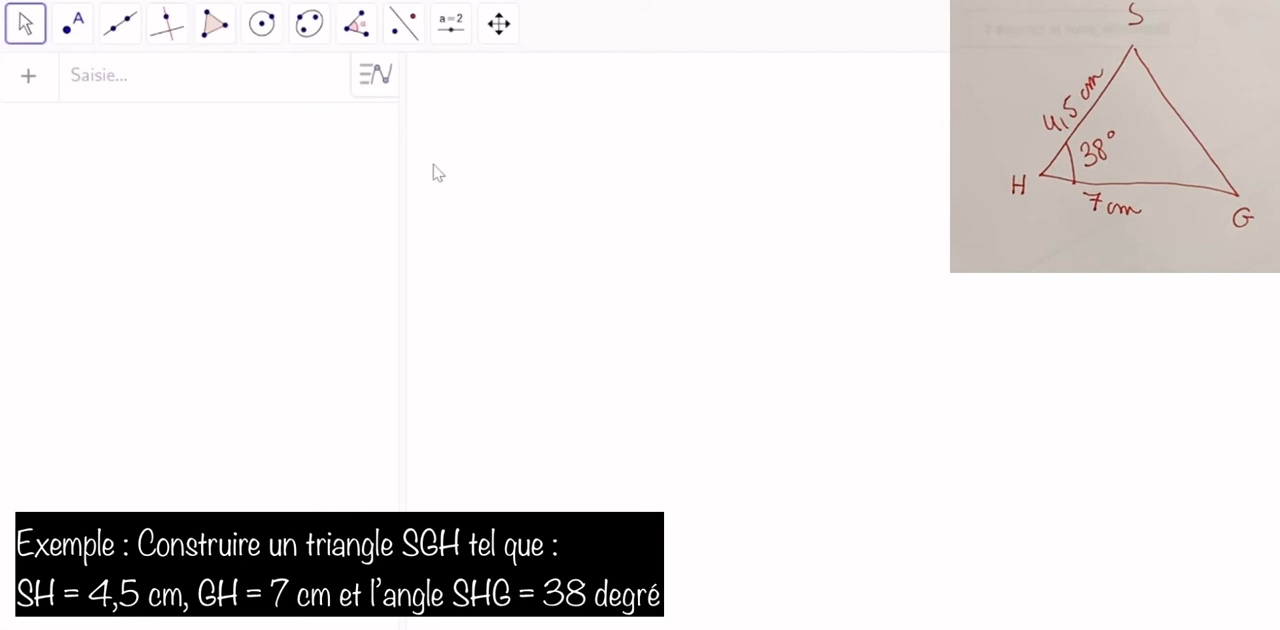 A
a=2
Saisie...
S
4,5 cm
38°
H
7 cm
G
Exemple : Construire un triangle SGH tel que :
SH = 4,5 cm, GH = 7 cm et l'angle SHG = 38 degré